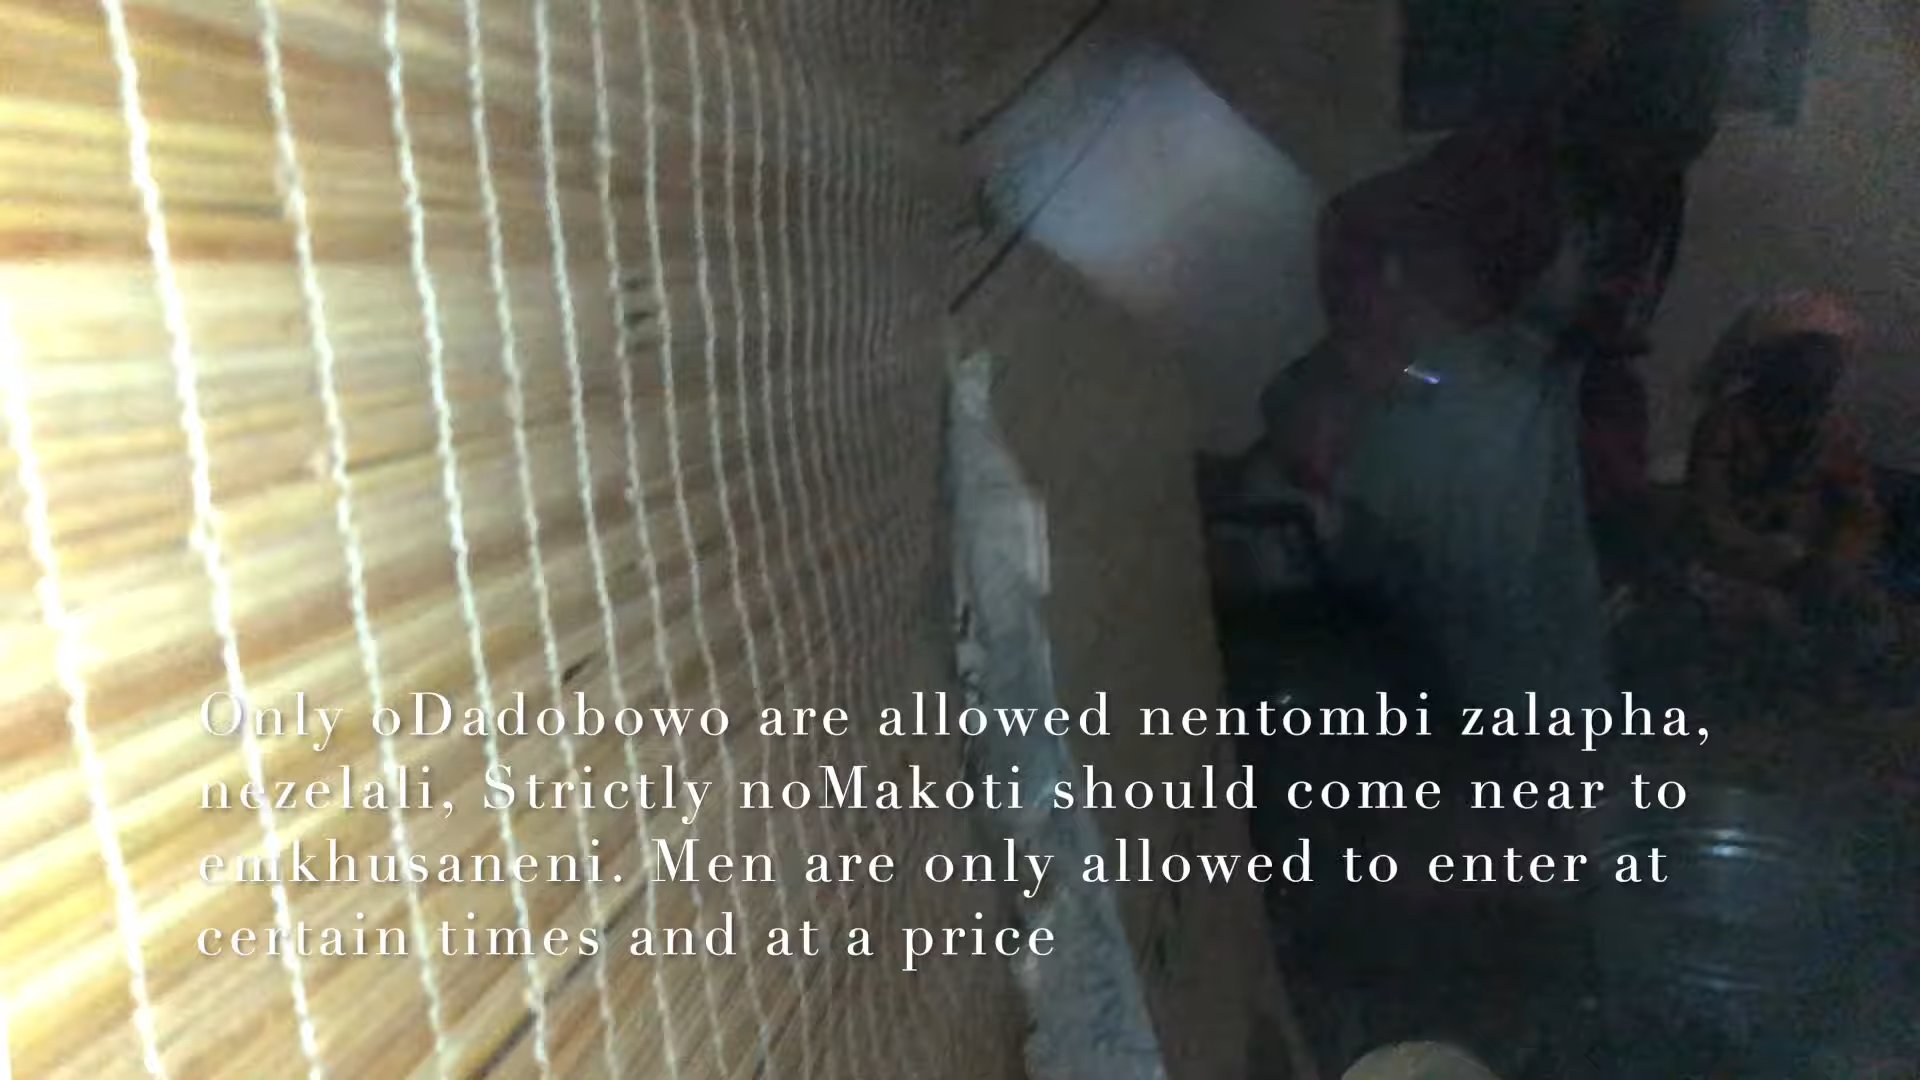 Only oDadobowo are allowed nentombi zalapha,
nezelali, Strictly noMakoti should come near to
emkhusaneni. Men are only allowed to enter at
certain times and at a price